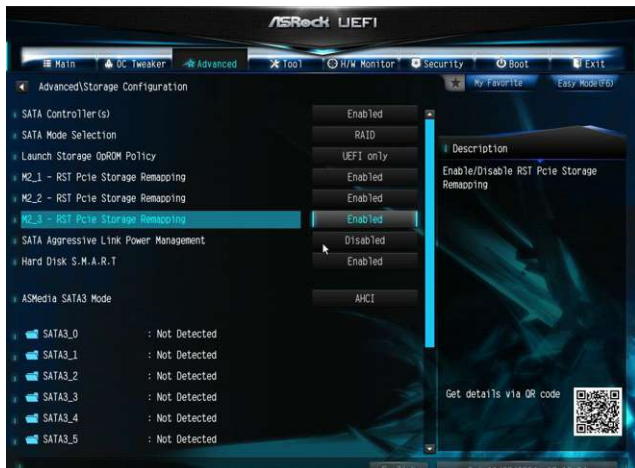 ASRock UEFI
Main OC Tweaker Advanced Tool H/W Monitor Security Boot Exit
Advanced\Storage Configuration My Favorite Easy Mode(F6)
SATA Controller(s) Enabled
SATA Mode Selection RAID
Launch Storage OpROM Policy UEFI only
M2_1 - RST Pcie Storage Remapping Enabled
M2_2 - RST Pcie Storage Remapping Enabled
M2_3 - RST Pcie Storage Remapping Enabled
SATA Aggressive Link Power Management Disabled
Hard Disk S.M.A.R.T Enabled
ASMedia SATA3 Mode AHCI
SATA3_0 : Not Detected
SATA3_1 : Not Detected
SATA3_2 : Not Detected
SATA3_3 : Not Detected
SATA3_4 : Not Detected
SATA3_5 : Not Detected
Description
Enable/Disable RST Pcie Storage
Remapping
Get details via QR code